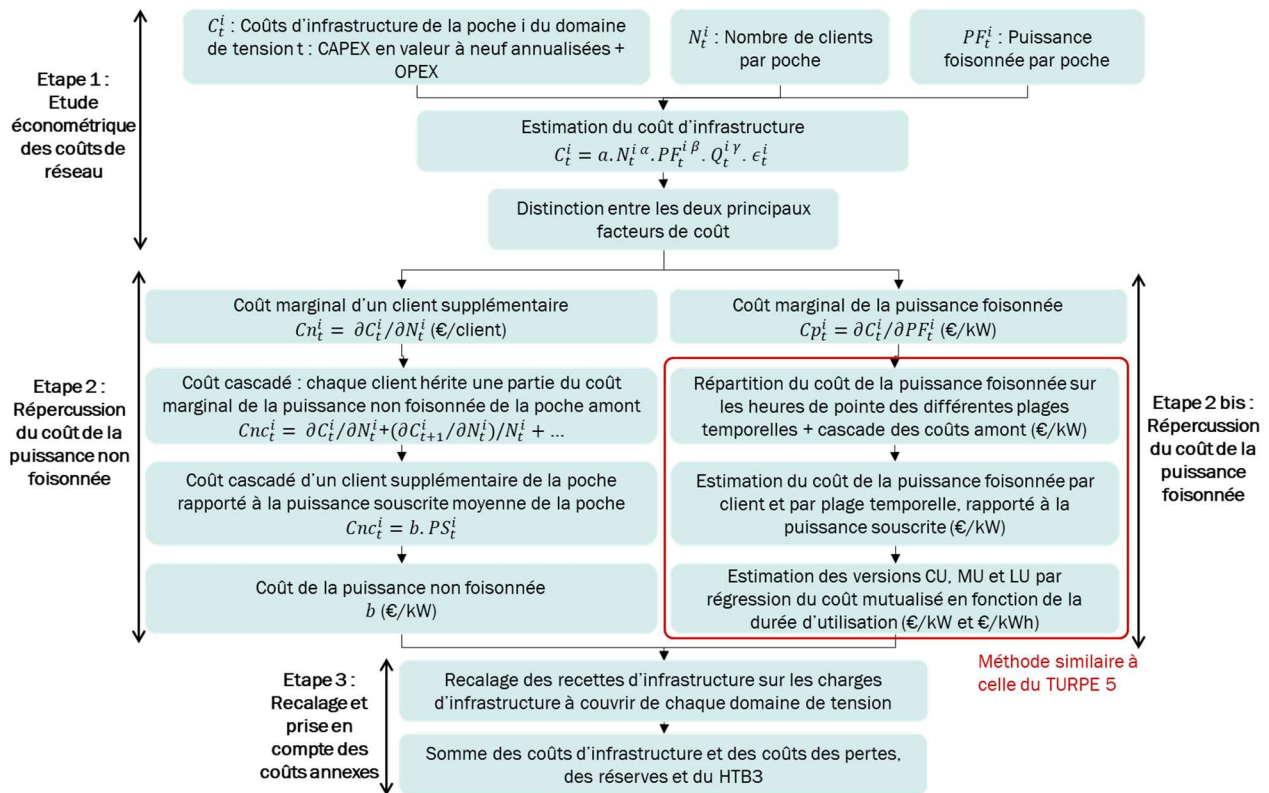 Etape 1 :
Etude
économétrique
des coûts de
réseau
C_t^i : Coûts d'infrastructure de la poche i du domaine
de tension t : CAPEX en valeur à neuf annualisées +
OPEX
N_t^i : Nombre de clients
par poche
PF_t^i : Puissance
foisonnée par poche
Estimation du coût d'infrastructure
C_t^i = a. N_t^{i α}. PF_t^{i β}. Q_t^{i γ}. ϵ_t^i
Distinction entre les deux principaux
facteurs de coût
Etape 2 :
Répercussion
du coût de la
puissance non
foisonnée
Coût marginal d'un client supplémentaire
Cn_t^i = ∂C_t^i/∂N_t^i (€/client)
Coût cascadé : chaque client hérite une partie du coût
marginal de la puissance non foisonnée de la poche amont
Cnc_t^i = ∂C_t^i/∂N_t^i+(∂C_{t+1}^i/∂N_t^i)/N_t^i + ...
Coût cascadé d'un client supplémentaire de la poche
rapporté à la puissance souscrite moyenne de la poche
Cnc_t^i = b. PS_t^i
Coût de la puissance non foisonnée
b (€/kW)
Coût marginal de la puissance foisonnée
Cp_t^i = ∂C_t^i/∂PF_t^i (€/kW)
Répartition du coût de la puissance foisonnée sur
les heures de pointe des différentes plages
temporelles + cascade des coûts amont (€/kW)
Estimation du coût de la puissance foisonnée par
client et par plage temporelle, rapporté à la
puissance souscrite (€/kW)
Estimation des versions CU, MU et LU par
régression du coût mutualisé en fonction de la
durée d'utilisation (€/kW et €/kWh)
Etape 2 bis :
Répercussion
du coût de la
puissance
foisonnée
Méthode similaire à
celle du TURPE 5
Etape 3 :
Recalage et
prise en
compte des
coûts annexes
Recalage des recettes d'infrastructure sur les charges
d'infrastructure à couvrir de chaque domaine de tension
Somme des coûts d'infrastructure et des coûts des pertes,
des réserves et du HTB3